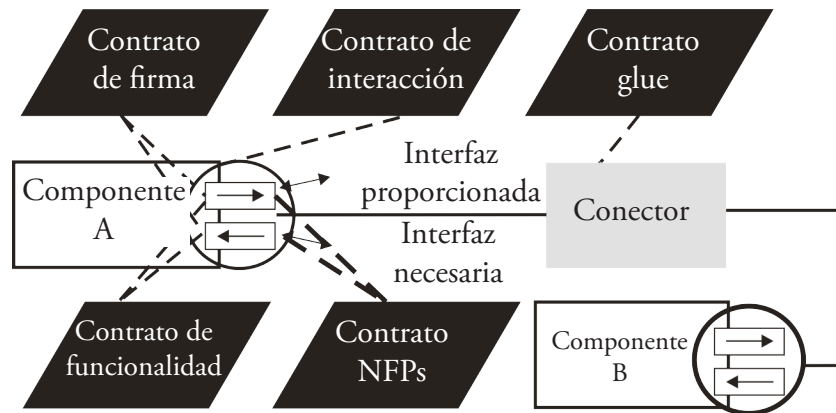 Contrato
de firma
Contrato de
interacción
Contrato
glue
Componente
A
Interfaz
proporcionada
Interfaz
necesaria
Conector
Contrato de
funcionalidad
Contrato
NFPs
Componente
B